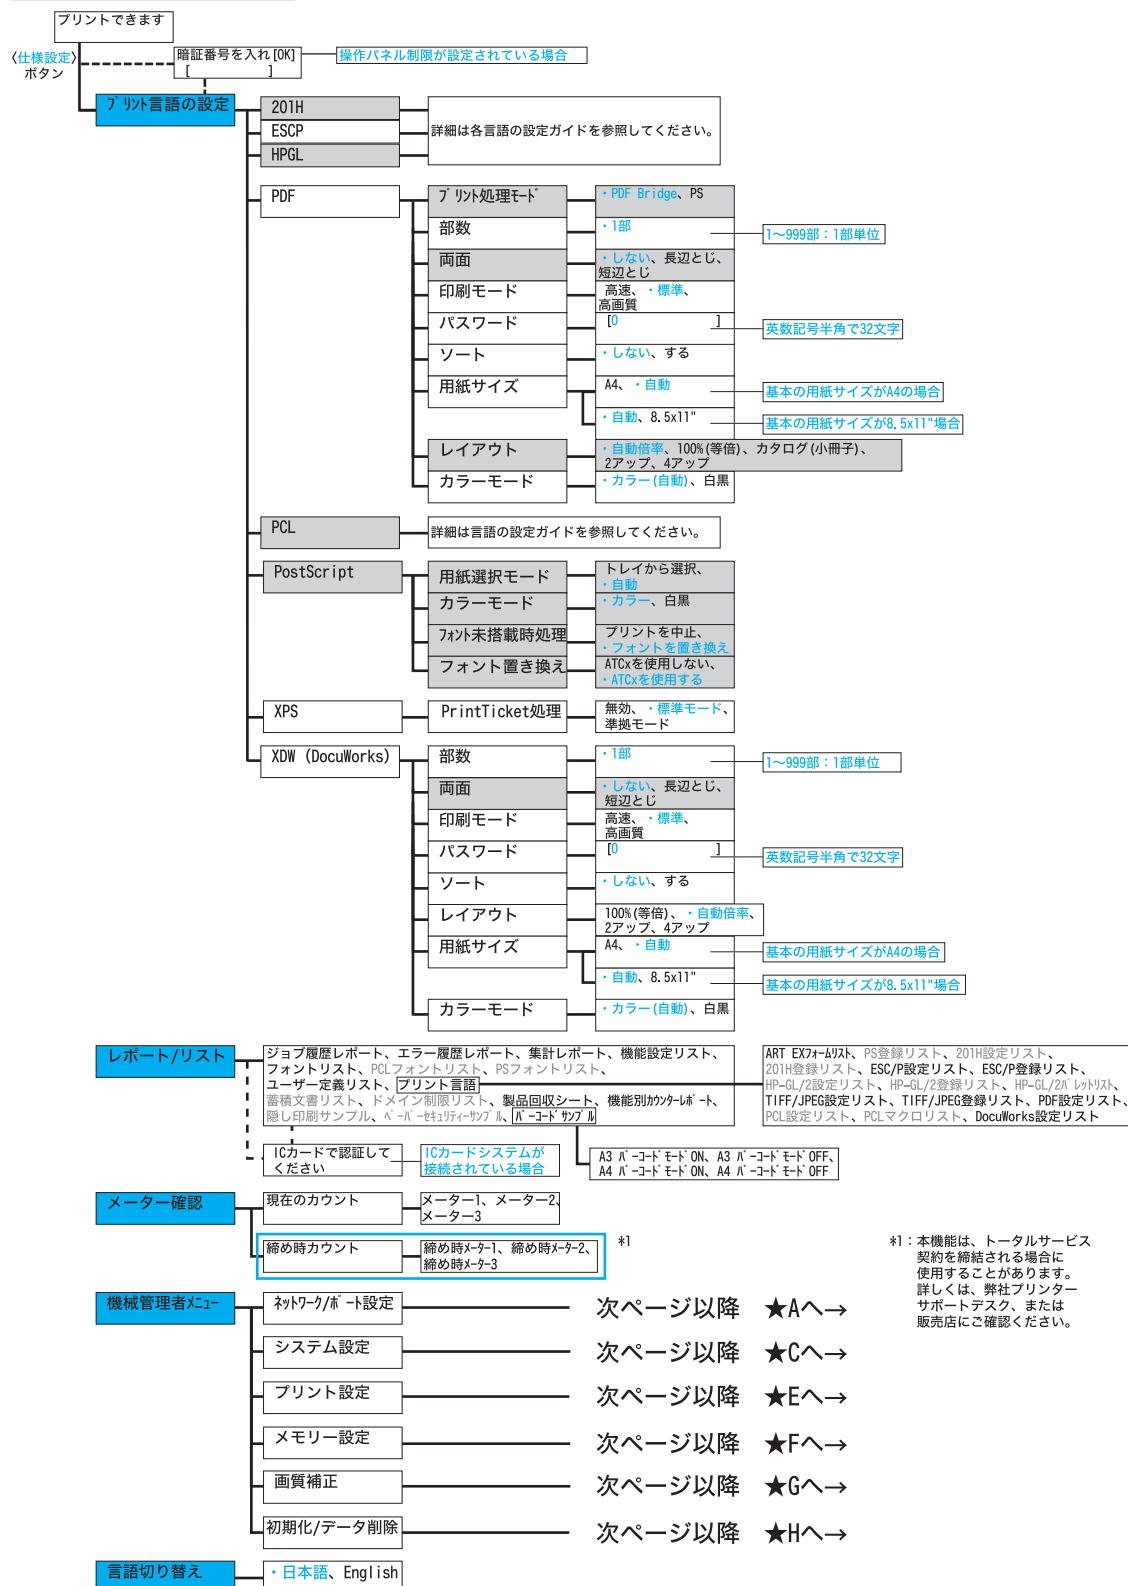 プリントできます
〈仕様設定〉
ボタン
暗証番号を入れ[OK]
[ ]
操作パネル制限が設定されている場合
プリント言語の設定
201H
ESCP
HPGL
詳細は各言語の設定ガイドを参照してください。
PDF
プリント処理モード
・PDF Bridge、PS
部数
・1部
1～999部：1部単位
両面
・しない、長辺とじ、
短辺とじ
印刷モード
高速、・標準、
高画質
パスワード
[0 ]
英数記号半角で32文字
ソート
・しない、する
用紙サイズ
A4、・自動
基本の用紙サイズがA4の場合
・自動、8.5x11"
基本の用紙サイズが8.5x11"場合
レイアウト
・自動倍率、100%(等倍)、カタログ(小冊子)、
2アップ、4アップ
カラーモード
・カラー(自動)、白黒
PCL
詳細は言語の設定ガイドを参照してください。
PostScript
用紙選択モード
トレイから選択、
・自動
カラーモード
・カラー、白黒
フォント未搭載時処理
プリントを中止、
・フォントを置き換え
フォント置き換え
ATCxを使用しない、
・ATCxを使用する
XPS
PrintTicket処理
無効、・標準モード、
準拠モード
XDW (DocuWorks)
部数
・1部
1～999部：1部単位
両面
・しない、長辺とじ、
短辺とじ
印刷モード
高速、・標準、
高画質
パスワード
[0 ]
英数記号半角で32文字
ソート
・しない、する
レイアウト
100%(等倍)、・自動倍率、
2アップ、4アップ
用紙サイズ
A4、・自動
基本の用紙サイズがA4の場合
・自動、8.5x11"
基本の用紙サイズが8.5x11"場合
カラーモード
・カラー(自動)、白黒
レポート/リスト
ジョブ履歴レポート、エラー履歴レポート、集計レポート、機能設定リスト、
フォントリスト、PCLフォントリスト、PSフォントリスト、
ユーザー定義リスト、プリント言語
蓄積文書リスト、ドメイン制限リスト、製品回収シート、機能別カウンターレポート、
隠し印刷サンプル、ペーパーセキュリティーサンプル、バーコードサンプル
ART EXフォームリスト、PS登録リスト、201H設定リスト、
201H登録リスト、ESC/P設定リスト、ESC/P登録リスト、
HP-GL/2設定リスト、HP-GL/2登録リスト、HP-GL/2パレットリスト、
TIFF/JPEG設定リスト、TIFF/JPEG登録リスト、PDF設定リスト、
PCL設定リスト、PCLマクロリスト、DocuWorks設定リスト
ICカードで認証して
ください
ICカードシステムが
接続されている場合
A3 バーコードモードON、A3 バーコードモードOFF、
A4 バーコードモードON、A4 バーコードモードOFF
メーター確認
現在のカウント
メーター1、メーター2、
メーター3
締め時カウント
締め時メーター1、締め時メーター2、
締め時メーター3
*1
*1：本機能は、トータルサービス
契約を締結される場合に
使用することがあります。
詳しくは、弊社プリンター
サポートデスク、または
販売店にご確認ください。
機械管理者メニュー
ネットワーク/ポート設定
次ページ以降 ★Aへ→
システム設定
次ページ以降 ★Cへ→
プリント設定
次ページ以降 ★Eへ→
メモリー設定
次ページ以降 ★Fへ→
画質補正
次ページ以降 ★Gへ→
初期化/データ削除
次ページ以降 ★Hへ→
言語切り替え
・日本語、English